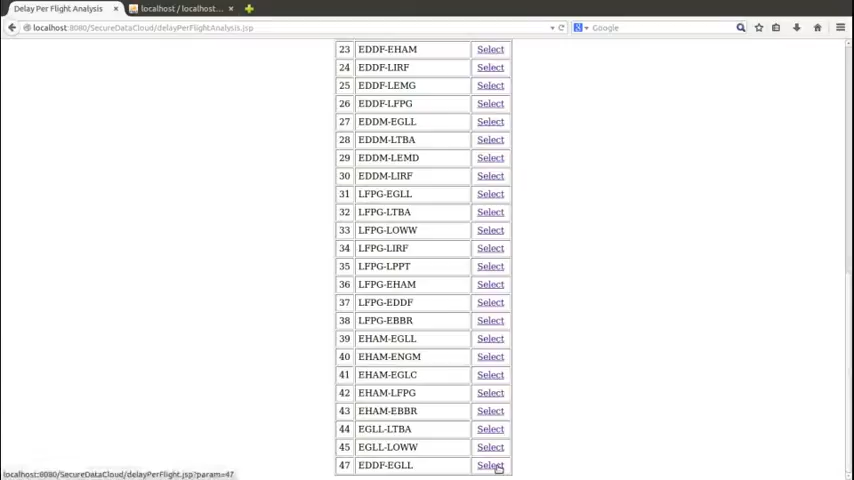 Delay Per Flight Analysis
localhost / localhost...
localhost:8080/SecureDataCloud/delayPerFlightAnalysis.jsp
Google
23 EDDF-EHAM Select
24 EDDF-LIRF Select
25 EDDF-LEMG Select
26 EDDF-LFPG Select
27 EDDM-EGLL Select
28 EDDM-LTBA Select
29 EDDM-LEMD Select
30 EDDM-LIRF Select
31 LFPG-EGLL Select
32 LFPG-LTBA Select
33 LFPG-LOWW Select
34 LFPG-LIRF Select
35 LFPG-LPPT Select
36 LFPG-EHAM Select
37 LFPG-EDDF Select
38 LFPG-EBBR Select
39 EHAM-EGLL Select
40 EHAM-ENGM Select
41 EHAM-EGLC Select
42 EHAM-LFPG Select
43 EHAM-EBBR Select
44 EGLL-LTBA Select
45 EGLL-LOWW Select
47 EDDF-EGLL Select
localhost:8080/SecureDataCloud/delayPerFlight.jsp?param=47